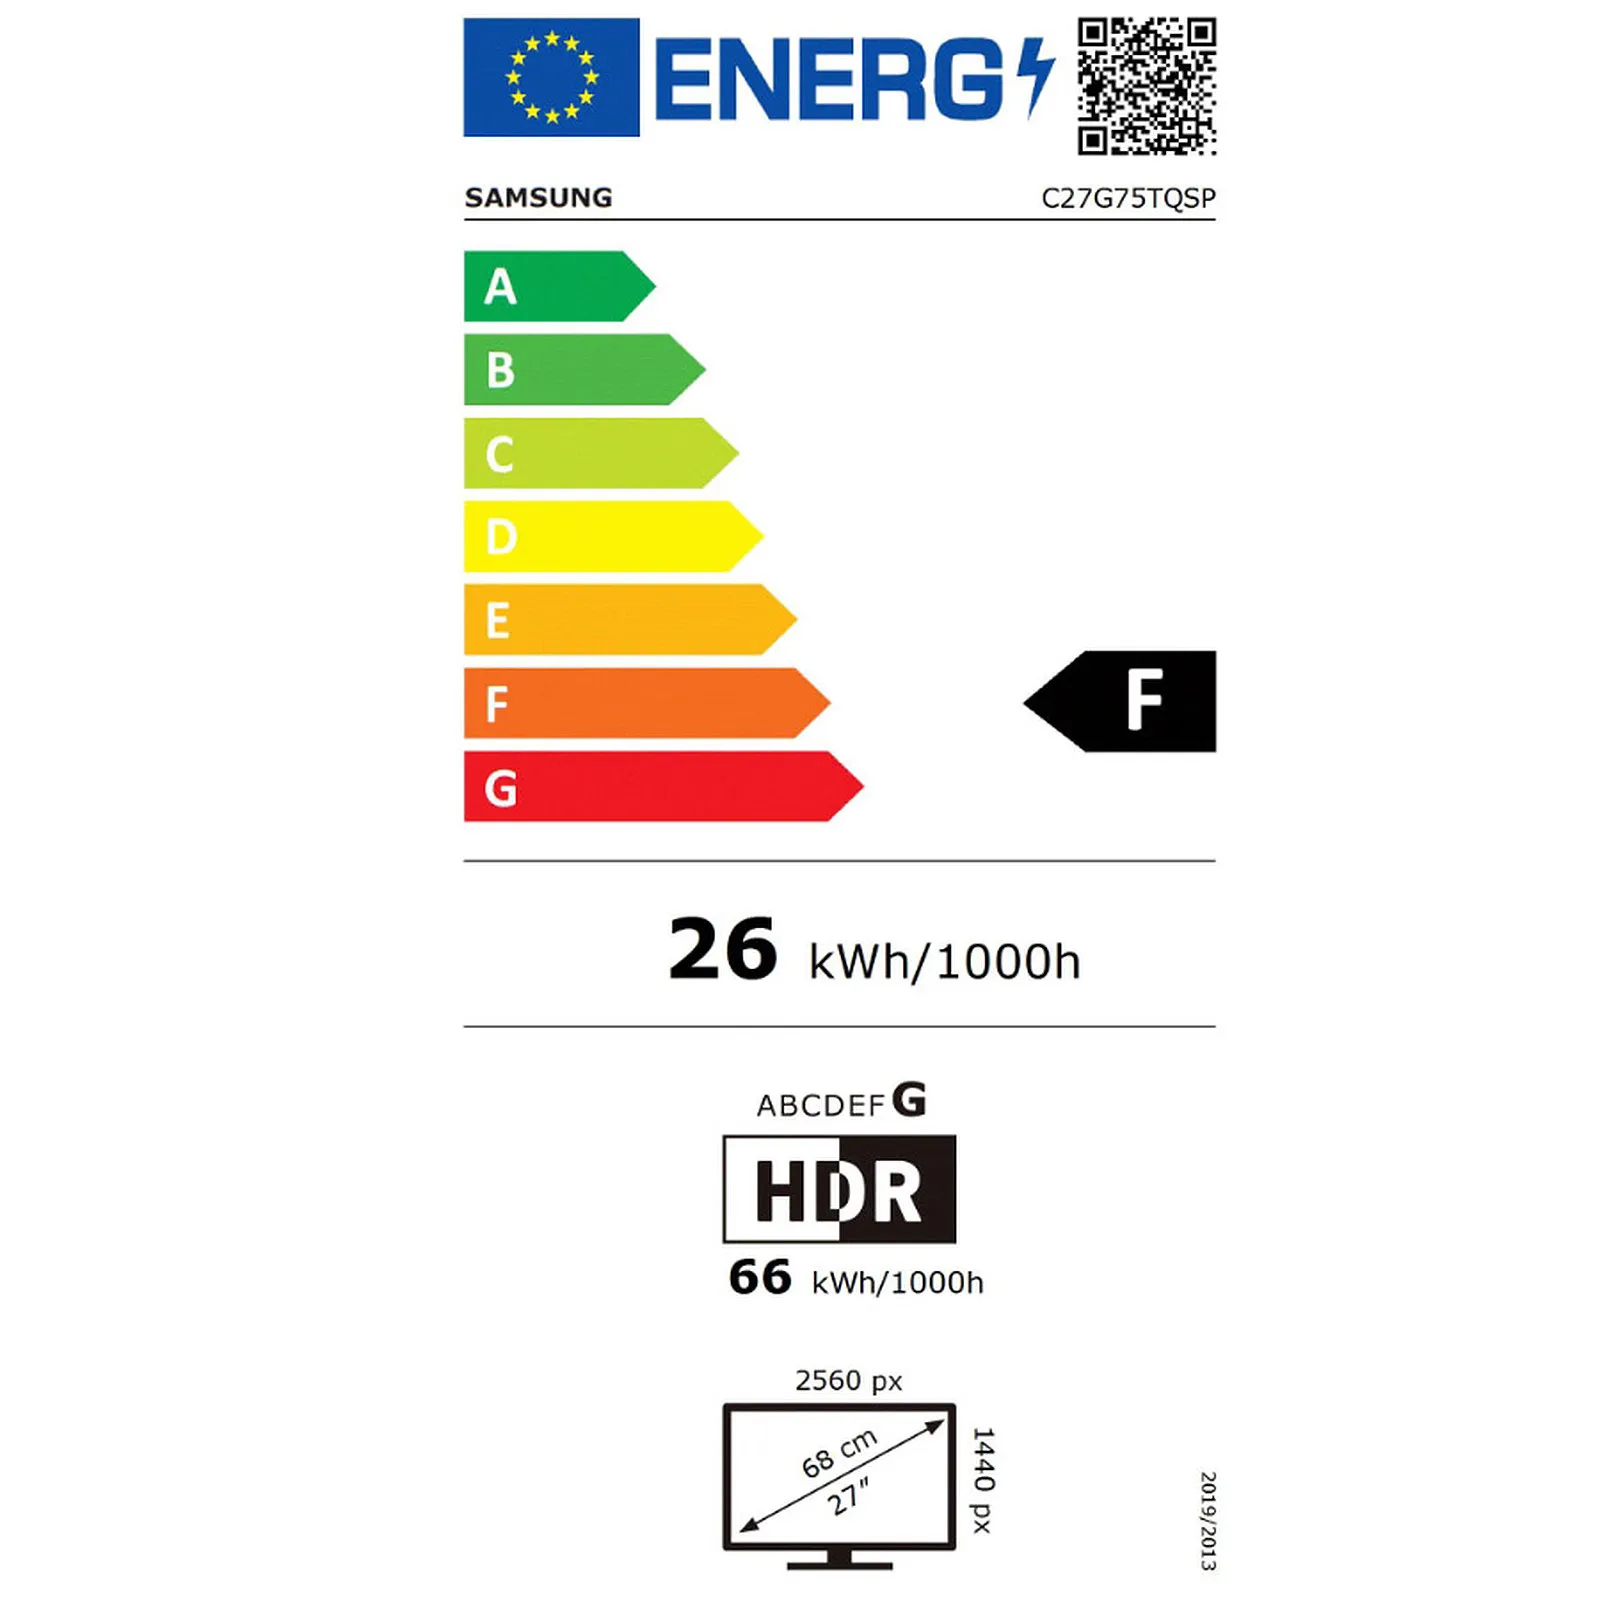 ENERG
SAMSUNG
C27G75TQSP
A
B
C
D
E
F
F
G
26 kWh/1000h
ABCDEFG
HDR
66 kWh/1000h
2560 px
68 cm
27"
1440 px
2019/2013